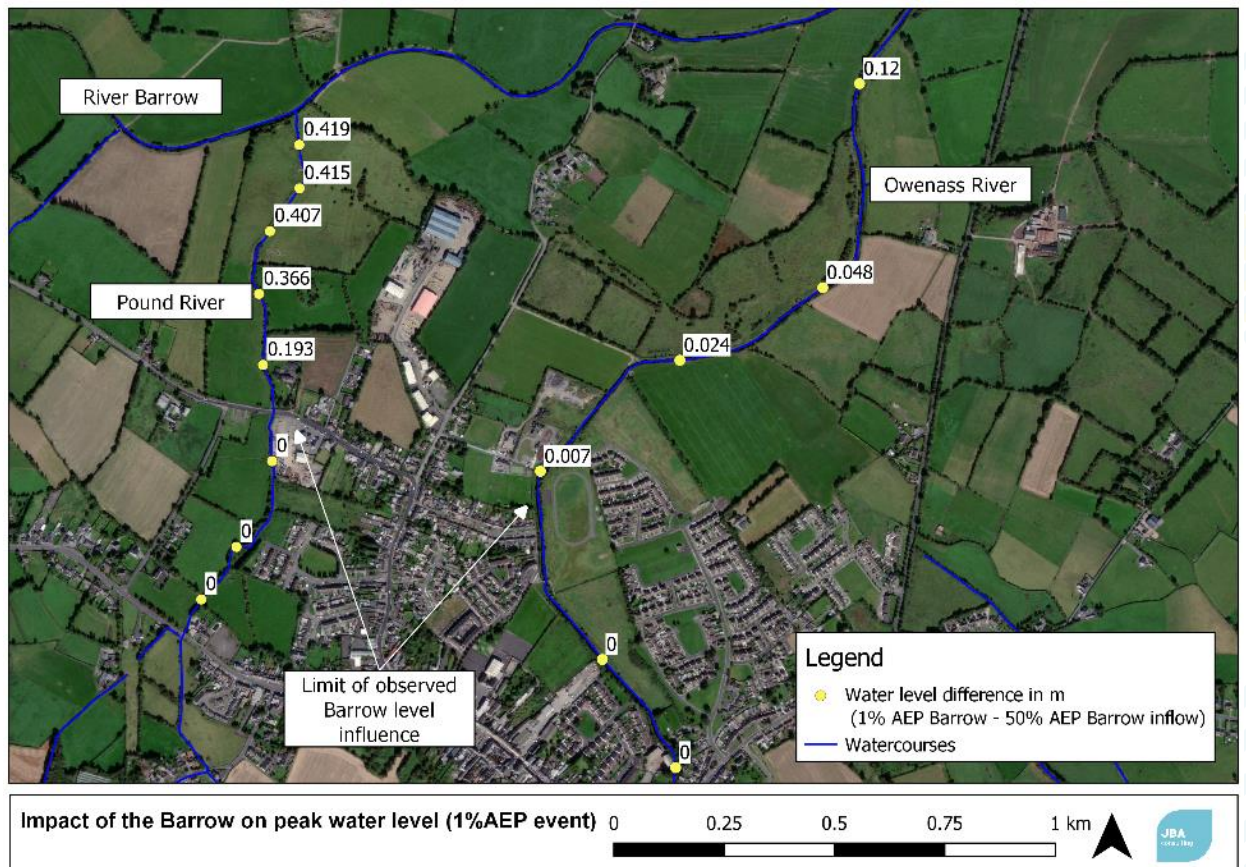 0.12
River Barrow
0.419
0.415
Owenass River
0.407
0.366
Pound River
0.048
0.193
0.024
0
0.007
0
0
0
0
Limit of observed
Barrow level
influence
Legend
Water level difference in m
(1% AEP Barrow - 50% AEP Barrow inflow)
Watercourses
Impact of the Barrow on peak water level (1%AEP event)
0 0.25 0.5 0.75 1 km
JBA
consulting